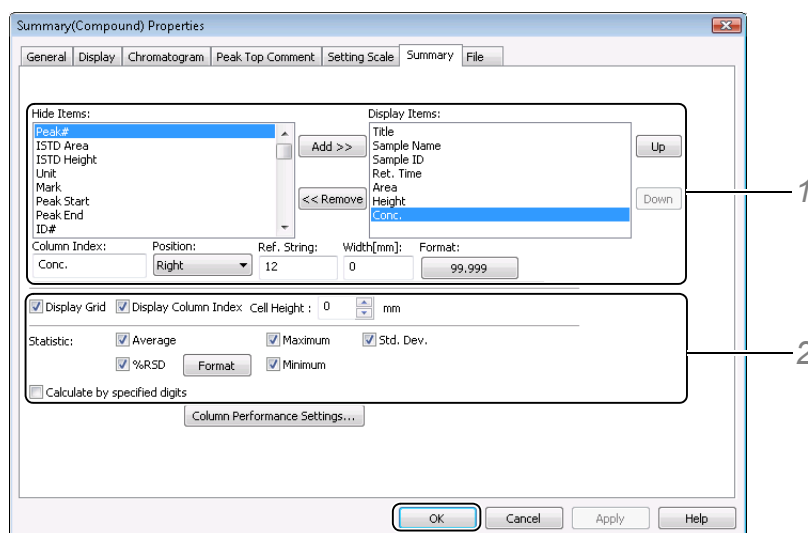 Summary(Compound) Properties
General Display Chromatogram Peak Top Comment Setting Scale Summary File
Hide Items: Display Items:
Peak#
ISTD Area
ISTD Height
Unit
Mark
Peak Start
Peak End
ID#
Add >>
<< Remove
Title
Sample Name
Sample ID
Ret. Time
Area
Height
Conc.
Up
Down
1
Column Index: Position: Ref. String: Width[mm]: Format:
Conc. Right 12 0 99.999
Display Grid Display Column Index Cell Height : 0 mm
Statistic: Average Maximum Std. Dev.
%RSD Format Minimum
2
Calculate by specified digits
Column Performance Settings...
OK Cancel Apply Help